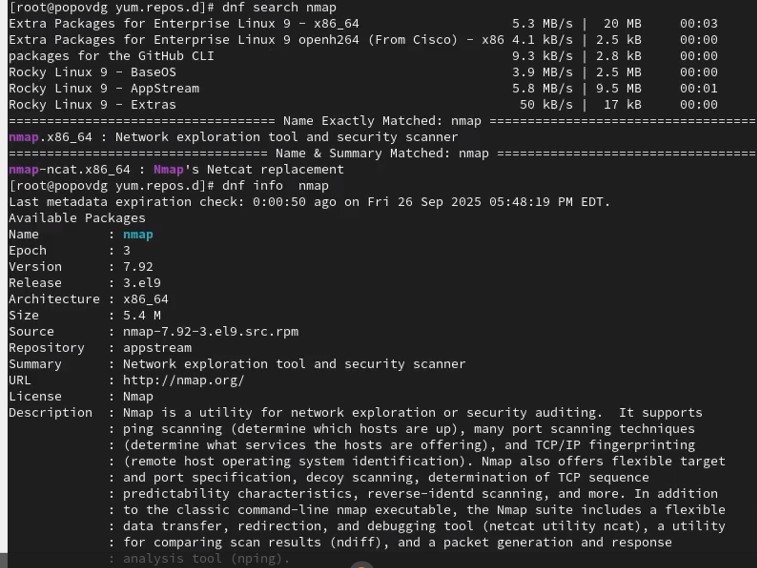 [root@popovdg yum.repos.d]# dnf search nmap
Extra Packages for Enterprise Linux 9 - x86_64 5.3 MB/s | 20 MB 00:03
Extra Packages for Enterprise Linux 9 openh264 (From Cisco) - x86 4.1 kB/s | 2.5 kB 00:00
packages for the GitHub CLI 9.3 kB/s | 2.8 kB 00:00
Rocky Linux 9 - BaseOS 3.9 MB/s | 2.5 MB 00:00
Rocky Linux 9 - AppStream 5.8 MB/s | 9.5 MB 00:01
Rocky Linux 9 - Extras 50 kB/s | 17 kB 00:00
=================================== Name Exactly Matched: nmap ===================================
nmap.x86_64 : Network exploration tool and security scanner
================================== Name & Summary Matched: nmap ==================================
nmap-ncat.x86_64 : Nmap's Netcat replacement
[root@popovdg yum.repos.d]# dnf info  nmap
Last metadata expiration check: 0:00:50 ago on Fri 26 Sep 2025 05:48:19 PM EDT.
Available Packages
Name         : nmap
Epoch        : 3
Version      : 7.92
Release      : 3.el9
Architecture : x86_64
Size         : 5.4 M
Source       : nmap-7.92-3.el9.src.rpm
Repository   : appstream
Summary      : Network exploration tool and security scanner
URL          : http://nmap.org/
License      : Nmap
Description  : Nmap is a utility for network exploration or security auditing.  It supports
             : ping scanning (determine which hosts are up), many port scanning techniques
             : (determine what services the hosts are offering), and TCP/IP fingerprinting
             : (remote host operating system identification). Nmap also offers flexible target
             : and port specification, decoy scanning, determination of TCP sequence
             : predictability characteristics, reverse-identd scanning, and more. In addition
             : to the classic command-line nmap executable, the Nmap suite includes a flexible
             : data transfer, redirection, and debugging tool (netcat utility ncat), a utility
             : for comparing scan results (ndiff), and a packet generation and response
             : analysis tool (nping).